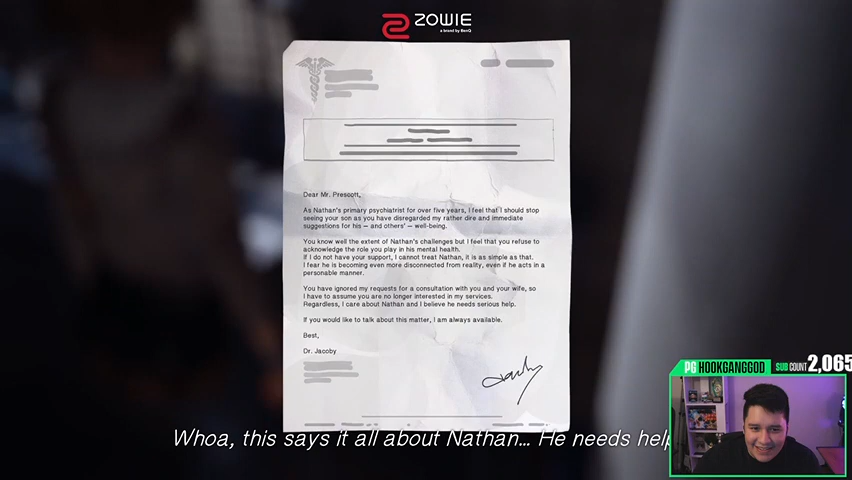 ZOWIE
a brand by BenQ
Dear Mr. Prescott,
As Nathan's primary psychiatrist for over five years, I feel that I should stop
seeing your son as you have disregarded my rather dire and immediate
suggestions for his — and others' — well-being.
You know well the extent of Nathan's challenges but I feel that you refuse to
acknowledge the role you play in his mental health.
If I do not have your support, I cannot treat Nathan, it is as simple as that.
I fear he is becoming even more disconnected from reality, even if he acts in a
personable manner.
You have ignored my requests for a consultation with you and your wife, so
I have to assume you are no longer interested in my services.
Regardless, I care about Nathan and I believe he needs serious help.
If you would like to talk about this matter, I am always available.
Best,
Dr. Jacoby
Whoa, this says it all about Nathan... He needs help
PG HOOKGANGGOD
SUB COUNT 2,065